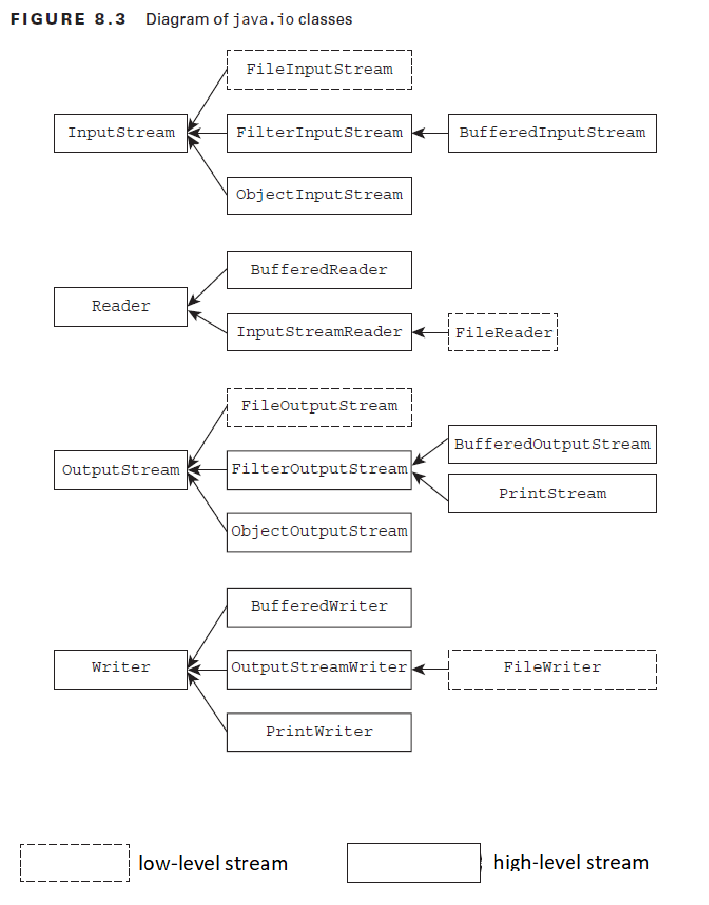 FIGURE 8.3 Diagram of java.io classes
FileInputStream
InputStream FilterInputStream BufferedInputStream
ObjectInputStream
BufferedReader
Reader
InputStreamReader FileReader
FileOutputStream
BufferedOutputStream
OutputStream FilterOutputStream
PrintStream
ObjectOutputStream
BufferedWriter
Writer OutputStreamWriter FileWriter
PrintWriter
low-level stream high-level stream